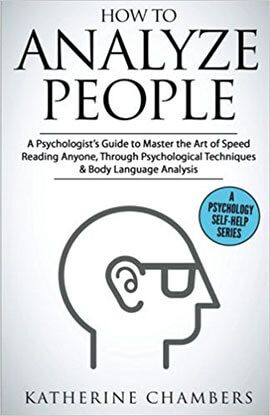 HOW TO
ANALYZE
PEOPLE
A Psychologist's Guide to Master the Art of Speed
Reading Anyone, Through Psychological Techniques
& Body Language Analysis
A
PSYCHOLOGY
SELF-HELP
SERIES
KATHERINE CHAMBERS